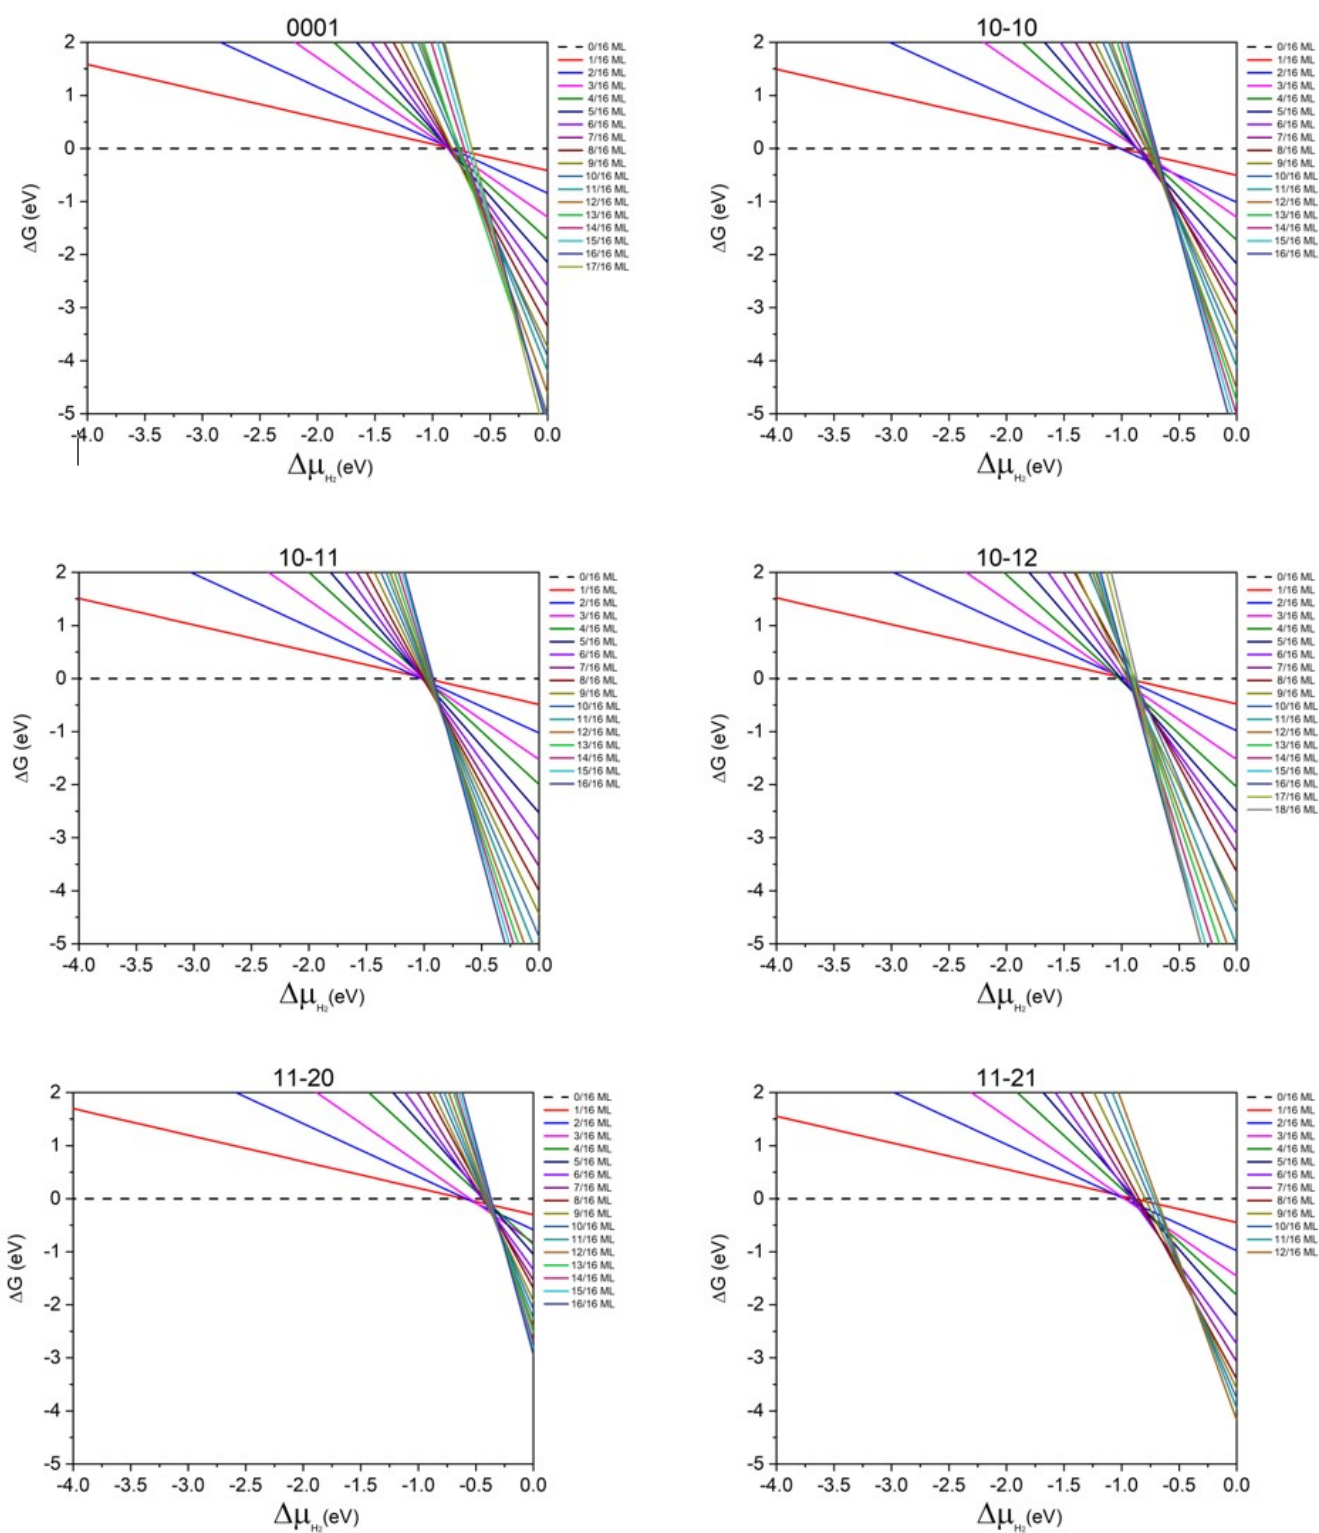 0001
2
1
0
-1
-2
-3
-4
-5
ΔG (eV)
-4.0 -3.5 -3.0 -2.5 -2.0 -1.5 -1.0 -0.5 0.0
Δμ H₂ (eV)
0/16 ML
1/16 ML
2/16 ML
3/16 ML
4/16 ML
5/16 ML
6/16 ML
7/16 ML
8/16 ML
9/16 ML
10/16 ML
11/16 ML
12/16 ML
13/16 ML
14/16 ML
15/16 ML
16/16 ML
17/16 ML
10-10
2
1
0
-1
-2
-3
-4
-5
ΔG (eV)
-4.0 -3.5 -3.0 -2.5 -2.0 -1.5 -1.0 -0.5 0.0
Δμ H₂ (eV)
0/16 ML
1/16 ML
2/16 ML
3/16 ML
4/16 ML
5/16 ML
6/16 ML
7/16 ML
8/16 ML
9/16 ML
10/16 ML
11/16 ML
12/16 ML
13/16 ML
14/16 ML
15/16 ML
16/16 ML
10-11
2
1
0
-1
-2
-3
-4
-5
ΔG (eV)
-4.0 -3.5 -3.0 -2.5 -2.0 -1.5 -1.0 -0.5 0.0
Δμ H₂ (eV)
0/16 ML
1/16 ML
2/16 ML
3/16 ML
4/16 ML
5/16 ML
6/16 ML
7/16 ML
8/16 ML
9/16 ML
10/16 ML
11/16 ML
12/16 ML
13/16 ML
14/16 ML
15/16 ML
16/16 ML
10-12
2
1
0
-1
-2
-3
-4
-5
ΔG (eV)
-4.0 -3.5 -3.0 -2.5 -2.0 -1.5 -1.0 -0.5 0.0
Δμ H₂ (eV)
0/16 ML
1/16 ML
2/16 ML
3/16 ML
4/16 ML
5/16 ML
6/16 ML
7/16 ML
8/16 ML
9/16 ML
10/16 ML
11/16 ML
12/16 ML
13/16 ML
14/16 ML
15/16 ML
16/16 ML
17/16 ML
18/16 ML
11-20
2
1
0
-1
-2
-3
-4
-5
ΔG (eV)
-4.0 -3.5 -3.0 -2.5 -2.0 -1.5 -1.0 -0.5 0.0
Δμ H₂ (eV)
0/16 ML
1/16 ML
2/16 ML
3/16 ML
4/16 ML
5/16 ML
6/16 ML
7/16 ML
8/16 ML
9/16 ML
10/16 ML
11/16 ML
12/16 ML
13/16 ML
14/16 ML
15/16 ML
16/16 ML
11-21
2
1
0
-1
-2
-3
-4
-5
ΔG (eV)
-4.0 -3.5 -3.0 -2.5 -2.0 -1.5 -1.0 -0.5 0.0
Δμ H₂ (eV)
0/16 ML
1/16 ML
2/16 ML
3/16 ML
4/16 ML
5/16 ML
6/16 ML
7/16 ML
8/16 ML
9/16 ML
10/16 ML
11/16 ML
12/16 ML